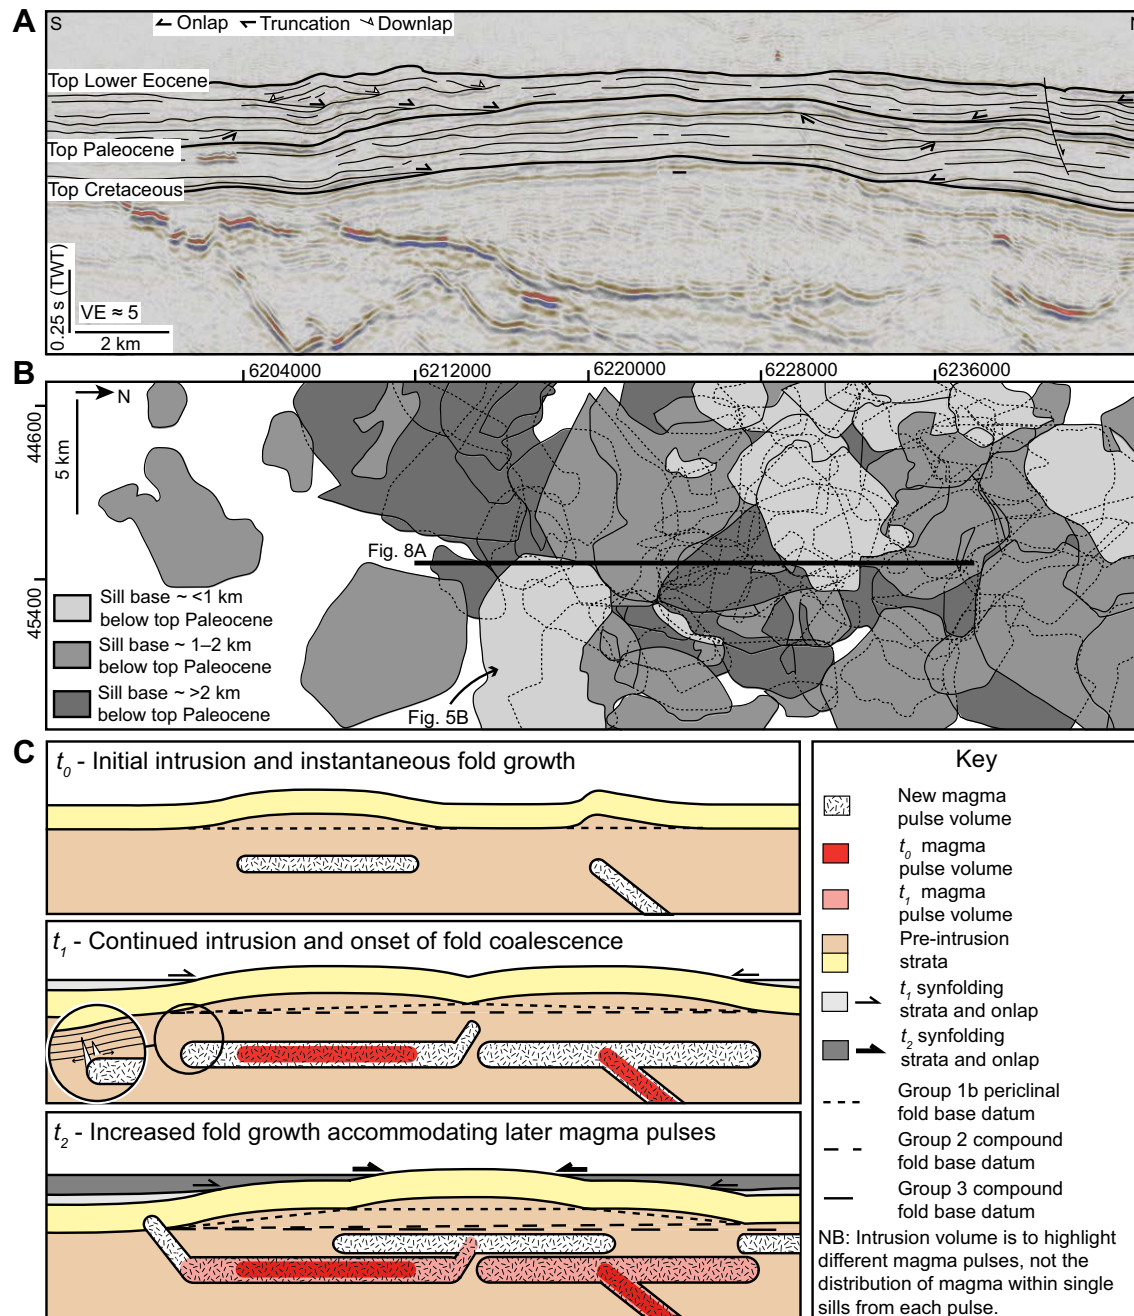 A
S
Onlap Truncation Downlap
Top Lower Eocene
Top Paleocene
Top Cretaceous
0.25 s (TWT)
VE ≈ 5
2 km
B
6204000 6212000 6220000 6228000 6236000
N
44600
45400
5 km
Fig. 8A
Sill base ~ <1 km
below top Paleocene
Sill base ~ 1–2 km
below top Paleocene
Sill base ~ >2 km
below top Paleocene
Fig. 5B
C
t0 - Initial intrusion and instantaneous fold growth
t1 - Continued intrusion and onset of fold coalescence
t2 - Increased fold growth accommodating later magma pulses
Key
New magma
pulse volume
t0 magma
pulse volume
t1 magma
pulse volume
Pre-intrusion
strata
t1 synfolding
strata and onlap
t2 synfolding
strata and onlap
Group 1b periclinal
fold base datum
Group 2 compound
fold base datum
Group 3 compound
fold base datum
NB: Intrusion volume is to highlight
different magma pulses, not the
distribution of magma within single
sills from each pulse.